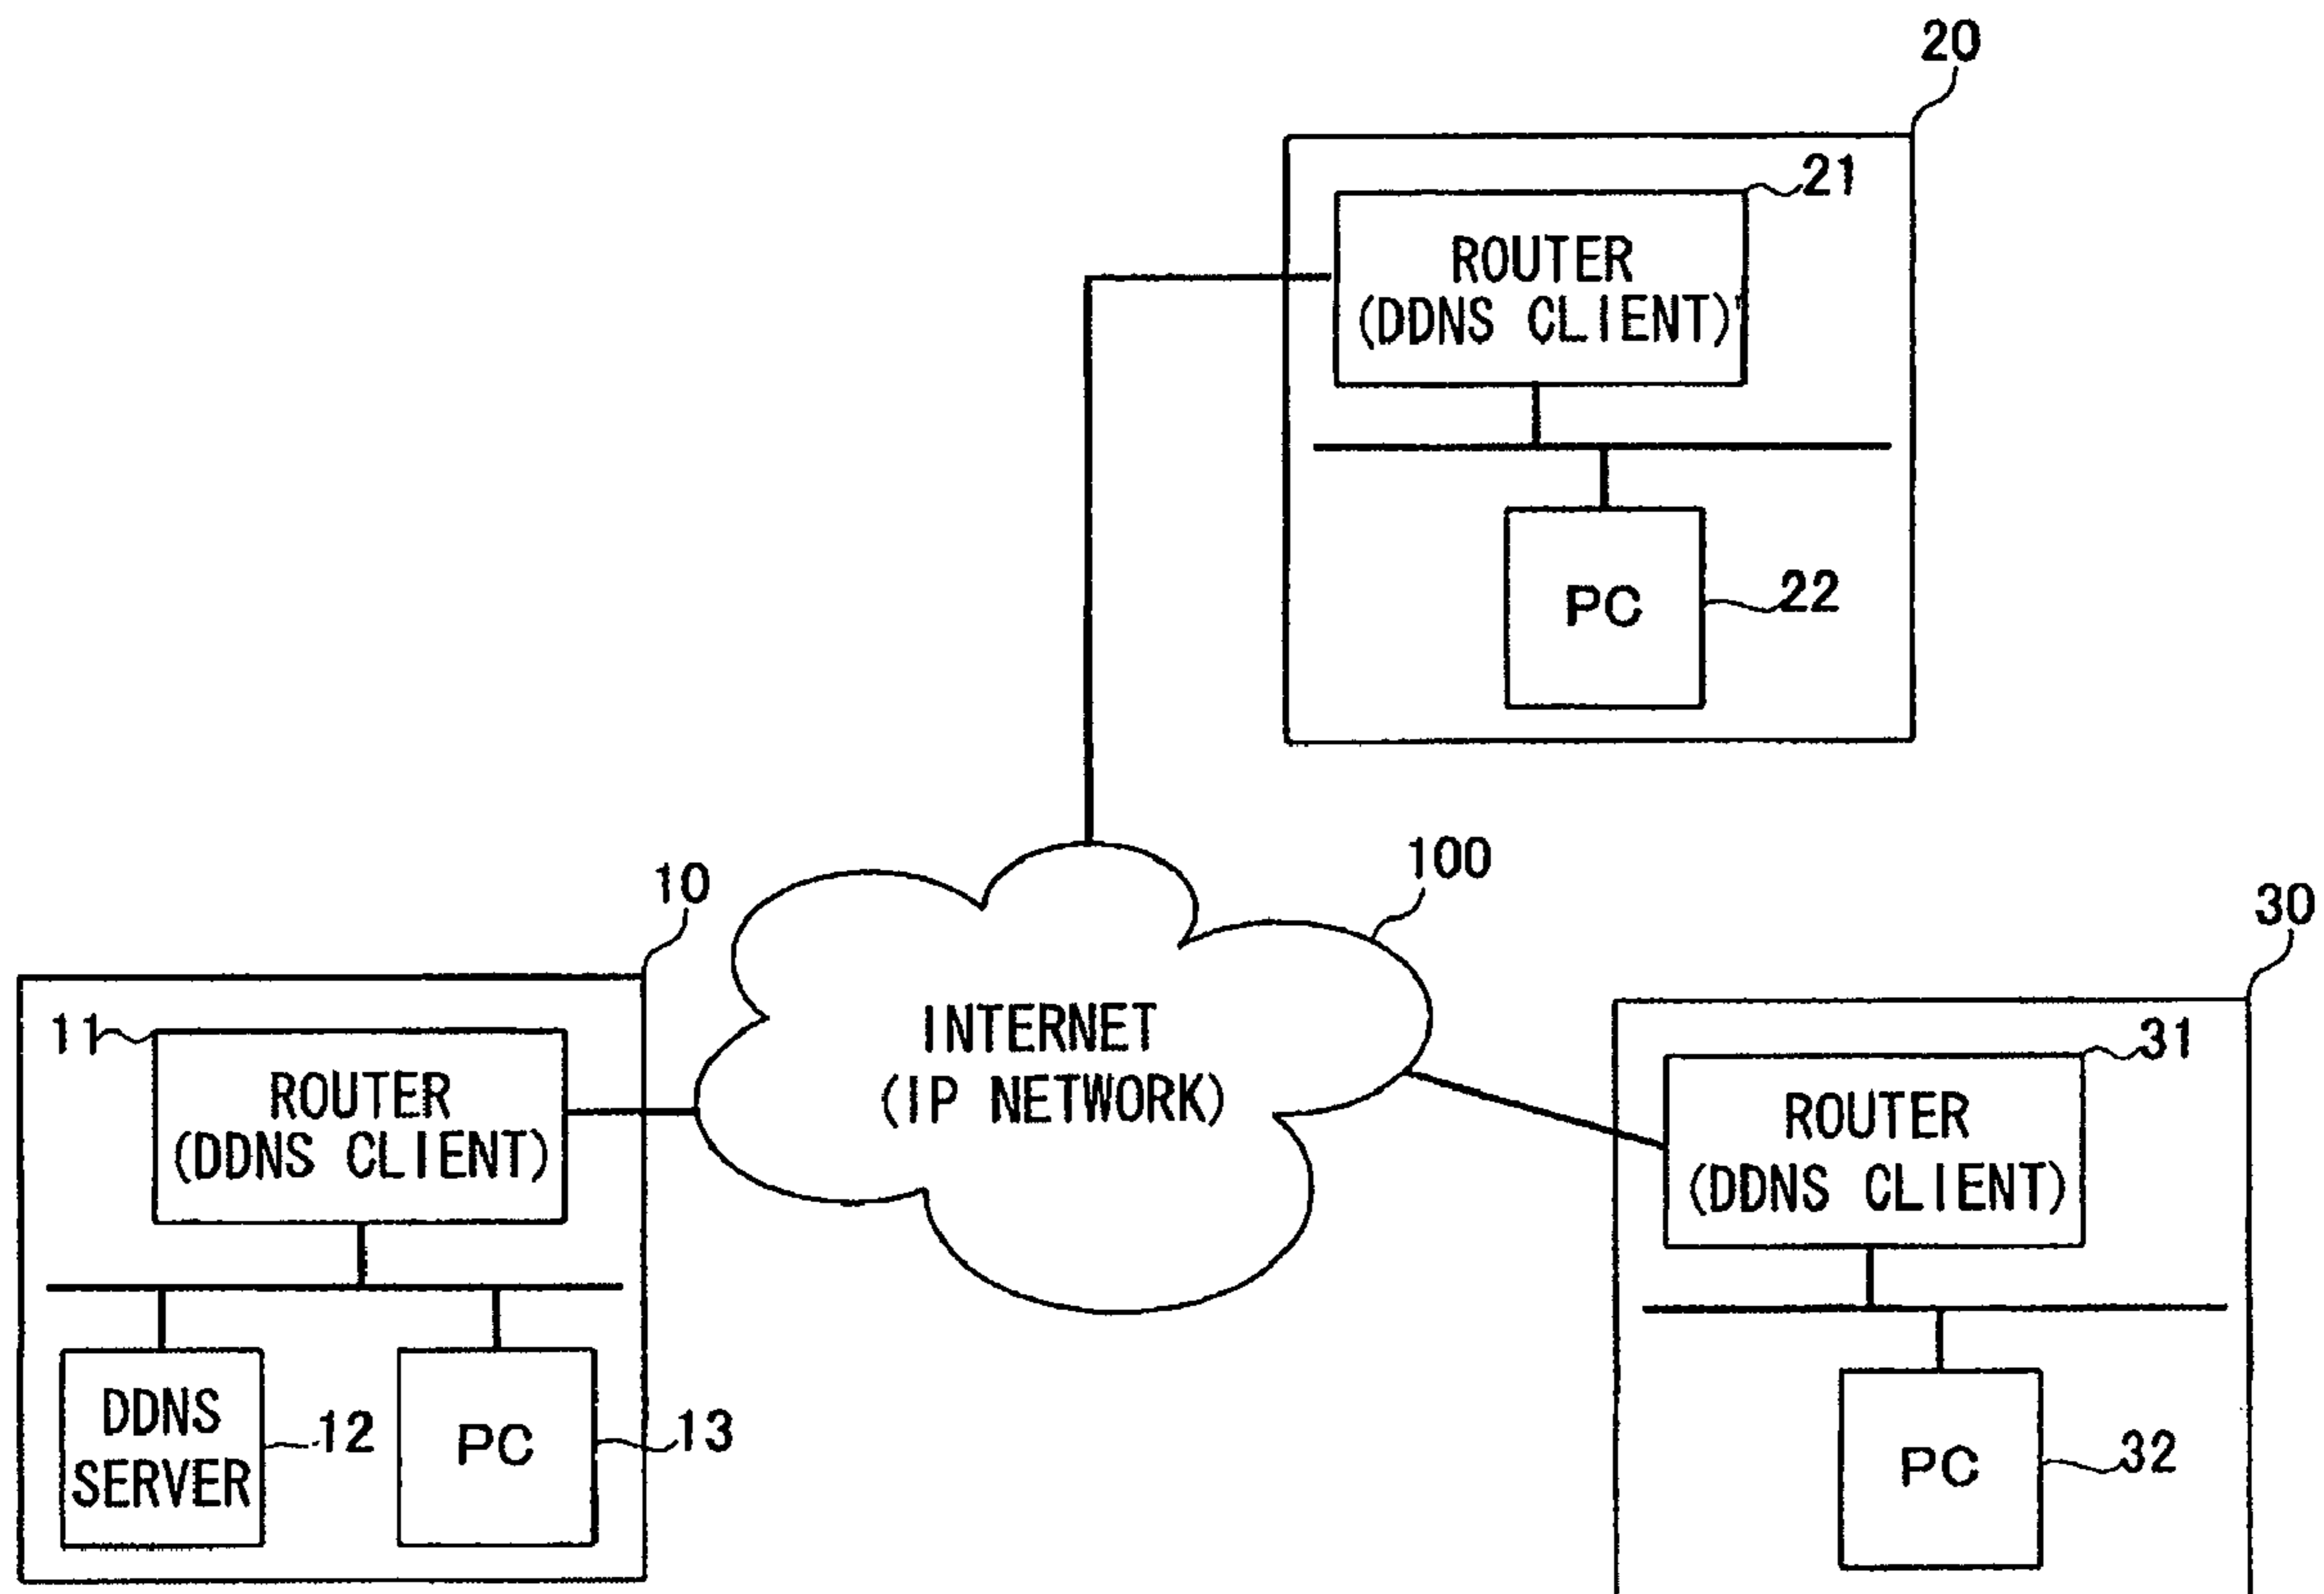 20
21
ROUTER
(DDNS CLIENT)
PC
22
10
100
30
11
ROUTER
(DDNS CLIENT)
INTERNET
(IP NETWORK)
31
ROUTER
(DDNS CLIENT)
DDNS
SERVER
12
PC
13
PC
32